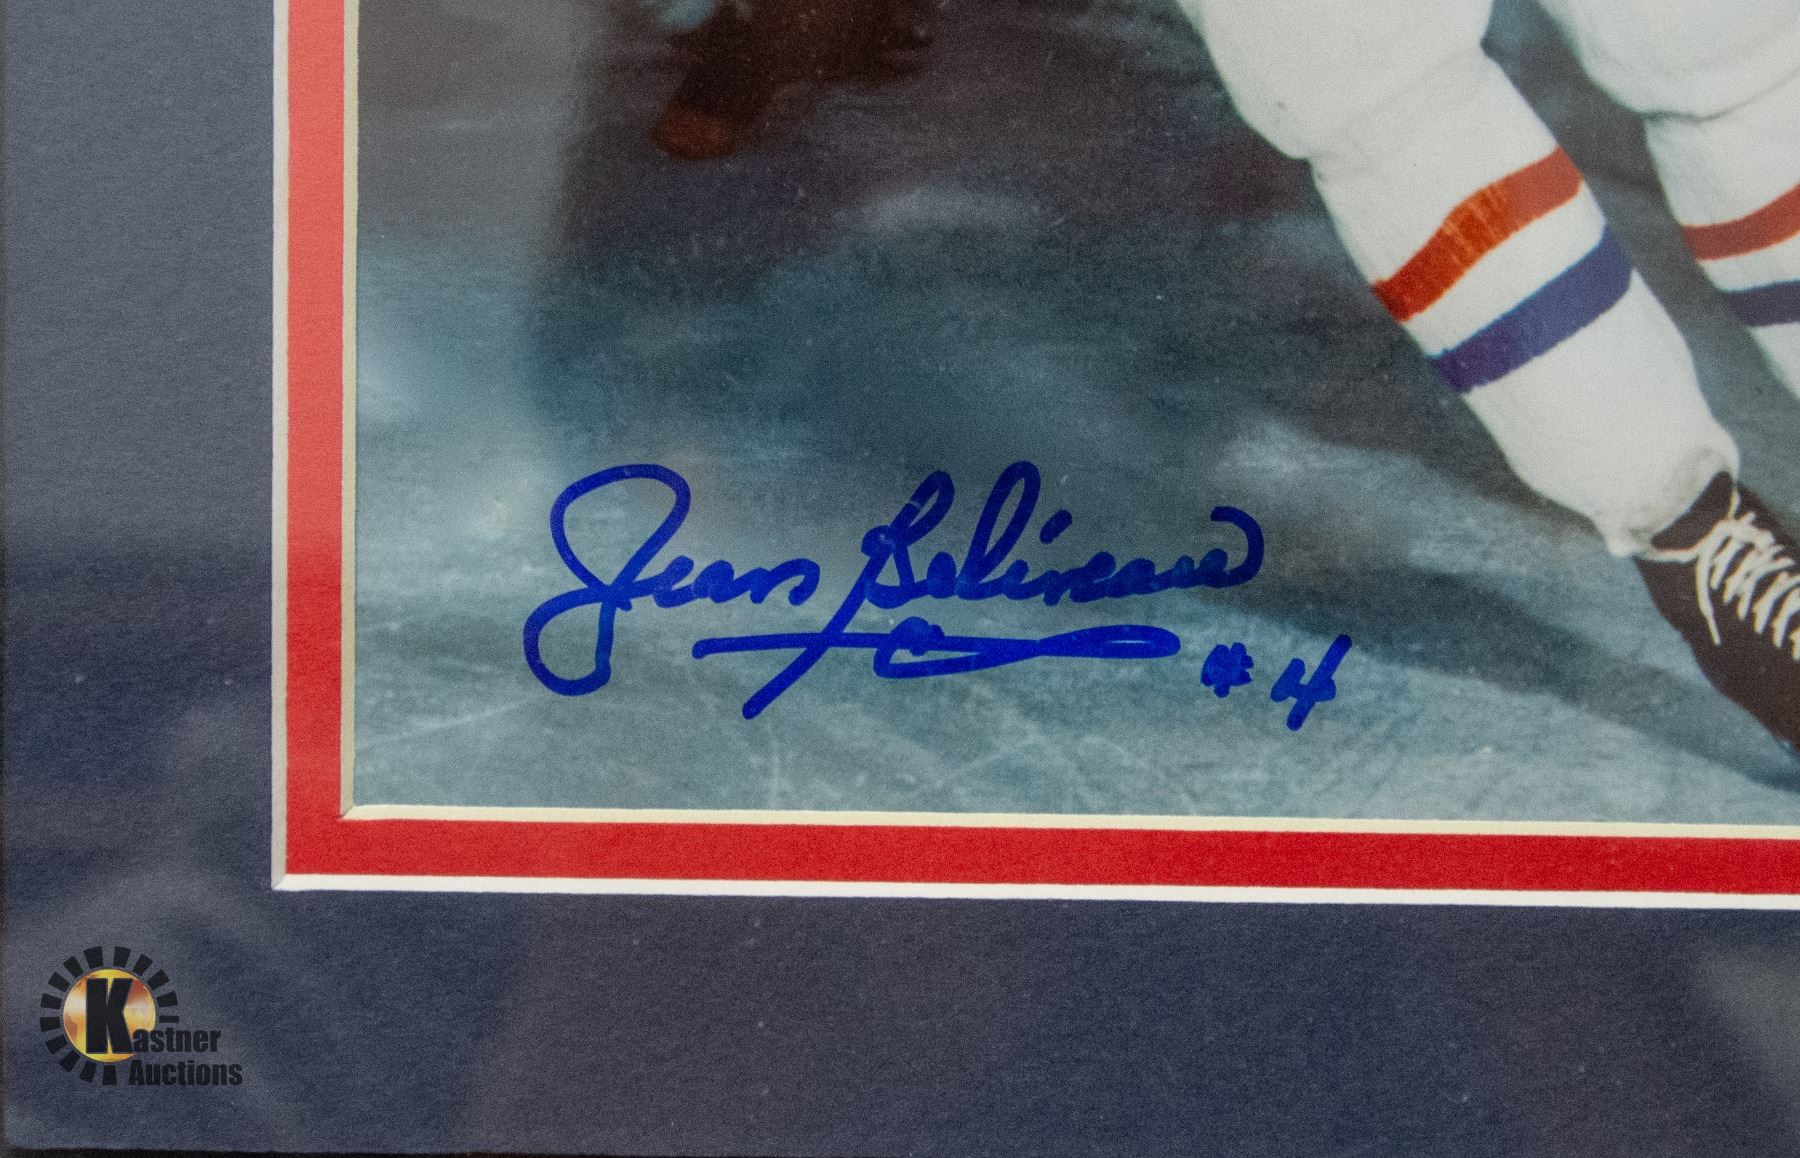 Jean Beliveau
#4
Kastner
Auctions